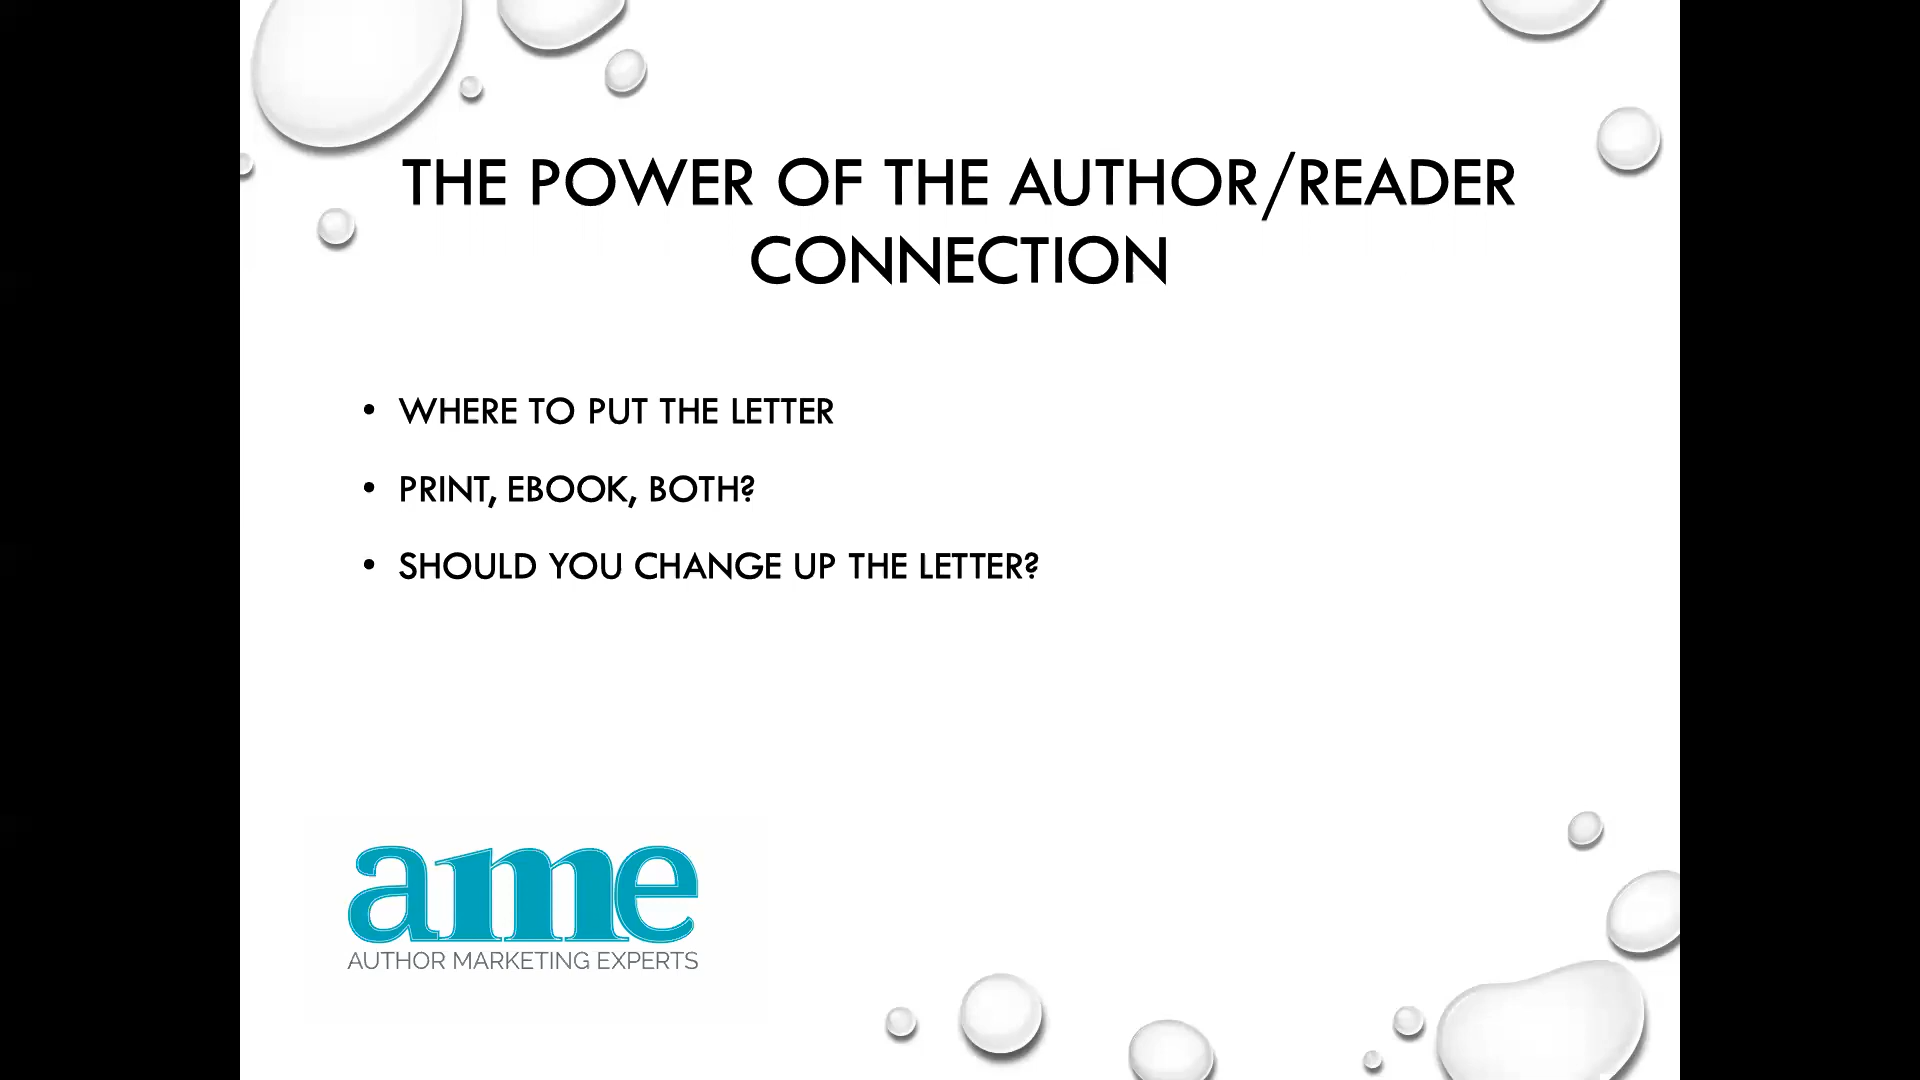 THE POWER OF THE AUTHOR/READER
CONNECTION
• WHERE TO PUT THE LETTER
• PRINT, EBOOK, BOTH?
• SHOULD YOU CHANGE UP THE LETTER?
ame
AUTHOR MARKETING EXPERTS